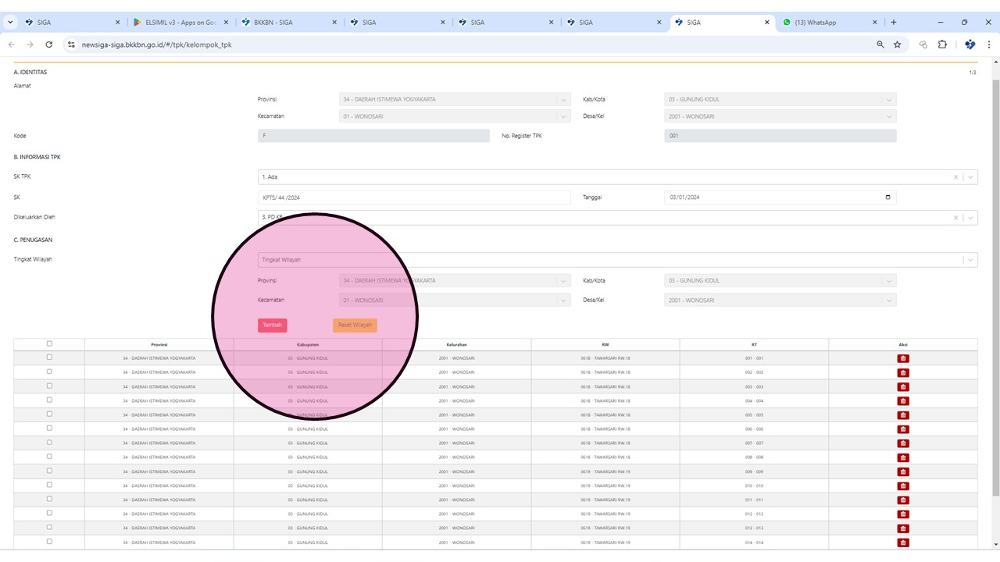 SIGA
ELSIMIL v3 - Apps on Goo
BKKBN - SIGA
SIGA
SIGA
SIGA
SIGA
(13) WhatsApp
newsiga-siga.bkkbn.go.id/#/tpk/kelompok_tpk
A. IDENTITAS 1/3
Alamat
Provinsi 34 - DAERAH ISTIMEWA YOGYAKARTA Kab/Kota 03 - GUNUNG KIDUL
Kecamatan 01 - WONOSARI Desa/Kel 2001 - WONOSARI
Kode F No. Register TPK 001
B. INFORMASI TPK
SK TPK 1. Ada
SK KPTS/ 44 /2024 Tanggal 03/01/2024
Dikeluarkan Oleh 3. PD KB
C. PENUGASAN
Tingkat Wilayah Tingkat Wilayah
Provinsi 34 - DAERAH ISTIMEWA YOGYAKARTA Kab/Kota 03 - GUNUNG KIDUL
Kecamatan 01 - WONOSARI Desa/Kel 2001 - WONOSARI
Tambah Reset Wilayah
Provinsi Kabupaten Kelurahan RW RT Aksi
34 - DAERAH ISTIMEWA YOGYAKARTA 03 - GUNUNG KIDUL 2001 - WONOSARI 0618 - TAWARSARI RW.18 001 - 001
34 - DAERAH ISTIMEWA YOGYAKARTA 03 - GUNUNG KIDUL 2001 - WONOSARI 0618 - TAWARSARI RW.18 002 - 002
34 - DAERAH ISTIMEWA YOGYAKARTA 03 - GUNUNG KIDUL 2001 - WONOSARI 0618 - TAWARSARI RW.18 003 - 003
34 - DAERAH ISTIMEWA YOGYAKARTA 03 - GUNUNG KIDUL 2001 - WONOSARI 0618 - TAWARSARI RW.18 004 - 004
34 - DAERAH ISTIMEWA YOGYAKARTA 03 - GUNUNG KIDUL 2001 - WONOSARI 0618 - TAWARSARI RW.18 005 - 005
34 - DAERAH ISTIMEWA YOGYAKARTA 03 - GUNUNG KIDUL 2001 - WONOSARI 0618 - TAWARSARI RW.18 006 - 006
34 - DAERAH ISTIMEWA YOGYAKARTA 03 - GUNUNG KIDUL 2001 - WONOSARI 0618 - TAWARSARI RW.18 007 - 007
34 - DAERAH ISTIMEWA YOGYAKARTA 03 - GUNUNG KIDUL 2001 - WONOSARI 0618 - TAWARSARI RW.18 008 - 008
34 - DAERAH ISTIMEWA YOGYAKARTA 03 - GUNUNG KIDUL 2001 - WONOSARI 0619 - TAWARSARI RW.19 009 - 009
34 - DAERAH ISTIMEWA YOGYAKARTA 03 - GUNUNG KIDUL 2001 - WONOSARI 0619 - TAWARSARI RW.19 010 - 010
34 - DAERAH ISTIMEWA YOGYAKARTA 03 - GUNUNG KIDUL 2001 - WONOSARI 0619 - TAWARSARI RW.19 011 - 011
34 - DAERAH ISTIMEWA YOGYAKARTA 03 - GUNUNG KIDUL 2001 - WONOSARI 0619 - TAWARSARI RW.19 012 - 012
34 - DAERAH ISTIMEWA YOGYAKARTA 03 - GUNUNG KIDUL 2001 - WONOSARI 0619 - TAWARSARI RW.19 013 - 013
34 - DAERAH ISTIMEWA YOGYAKARTA 03 - GUNUNG KIDUL 2001 - WONOSARI 0619 - TAWARSARI RW.19 014 - 014